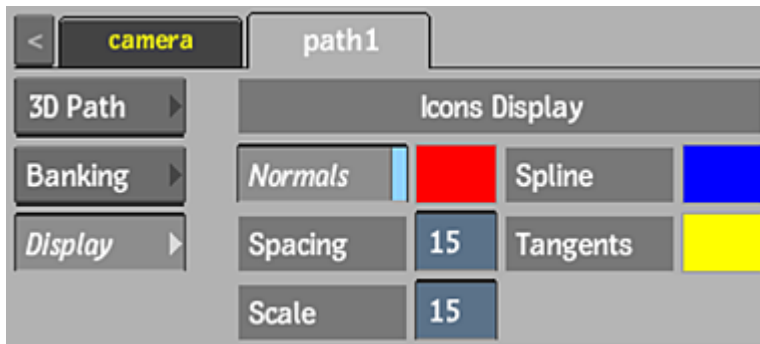 < camera path1
3D Path Icons Display
Banking Normals Spline
Display Spacing 15 Tangents
Scale 15